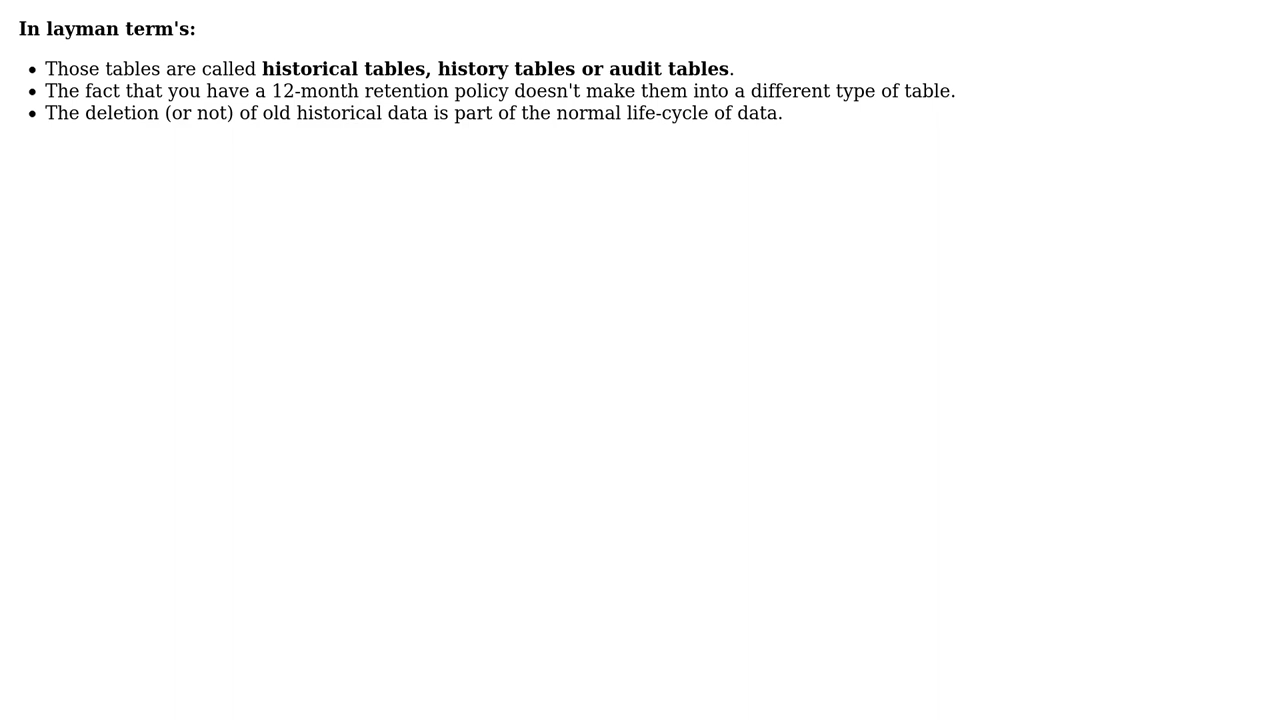 In layman term's:
• Those tables are called historical tables, history tables or audit tables.
• The fact that you have a 12-month retention policy doesn't make them into a different type of table.
• The deletion (or not) of old historical data is part of the normal life-cycle of data.